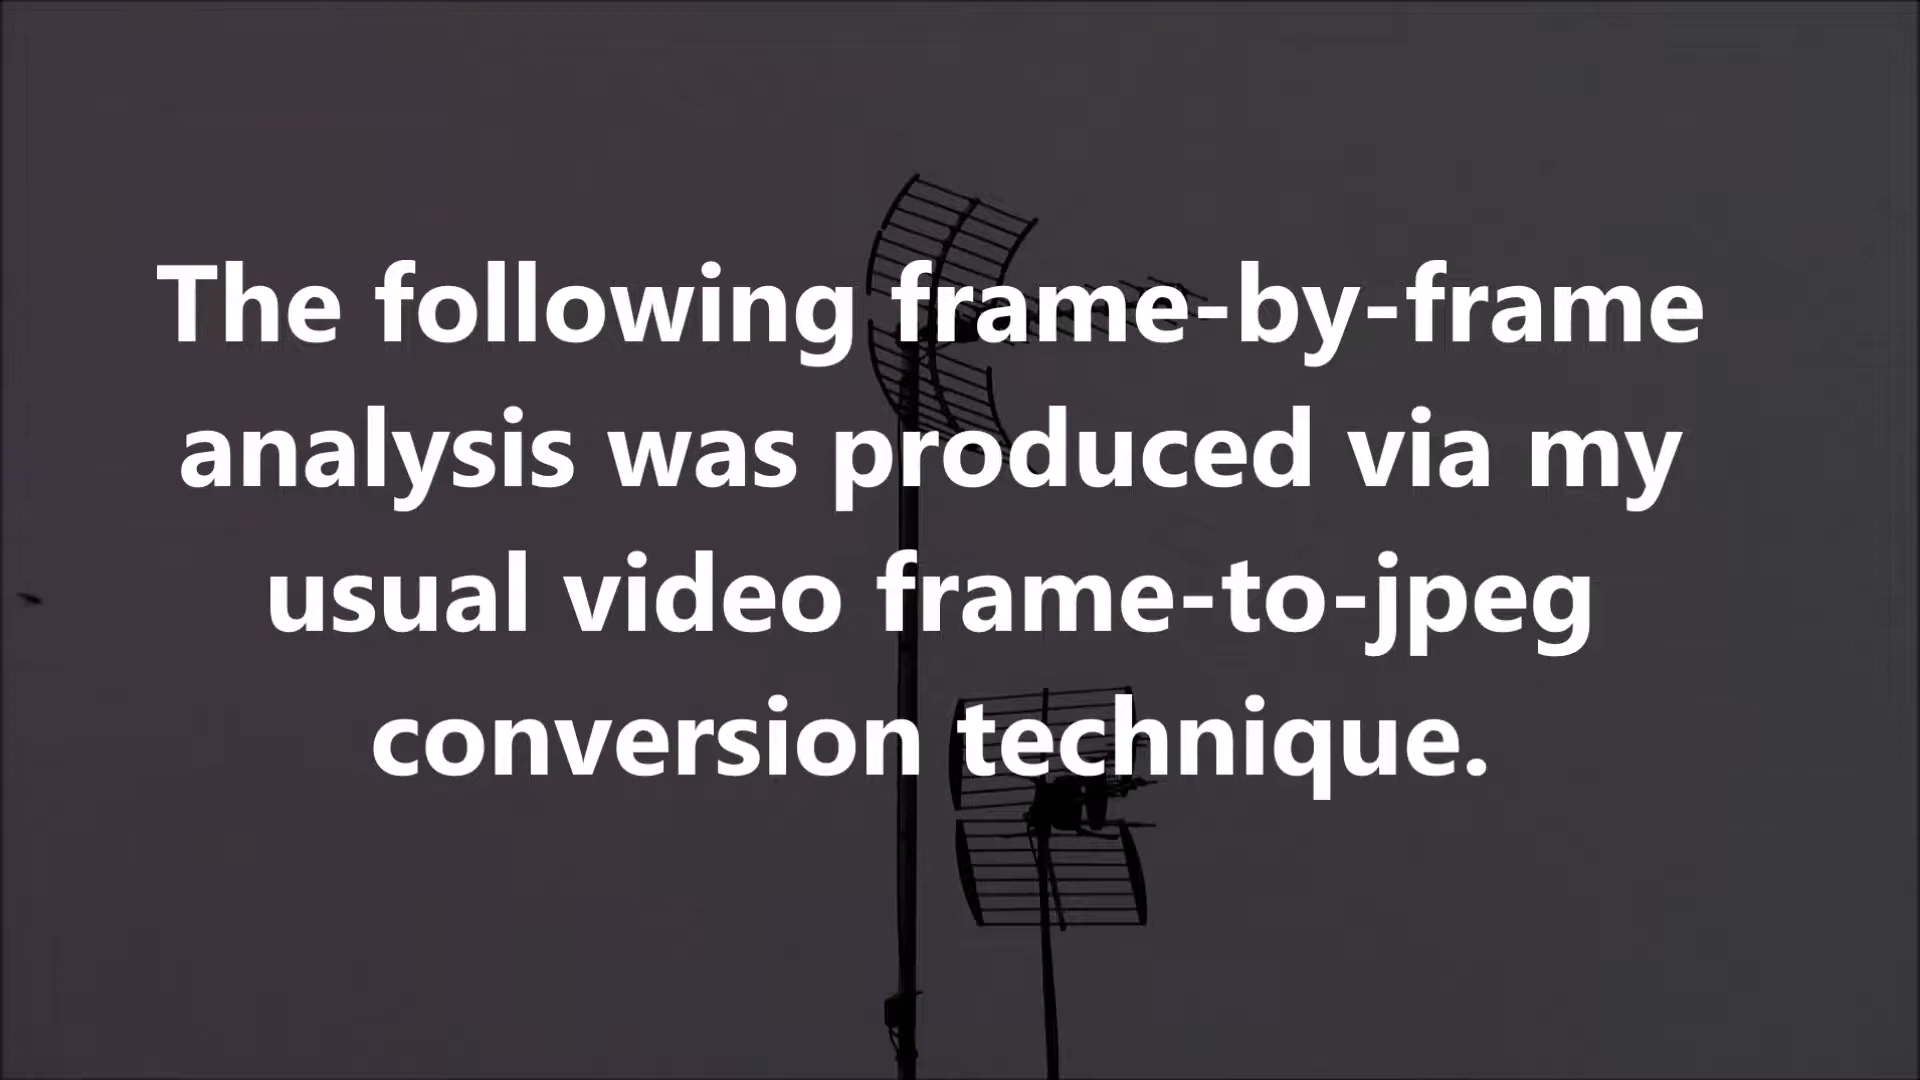 The following frame-by-frame
analysis was produced via my
usual video frame-to-jpeg
conversion technique.